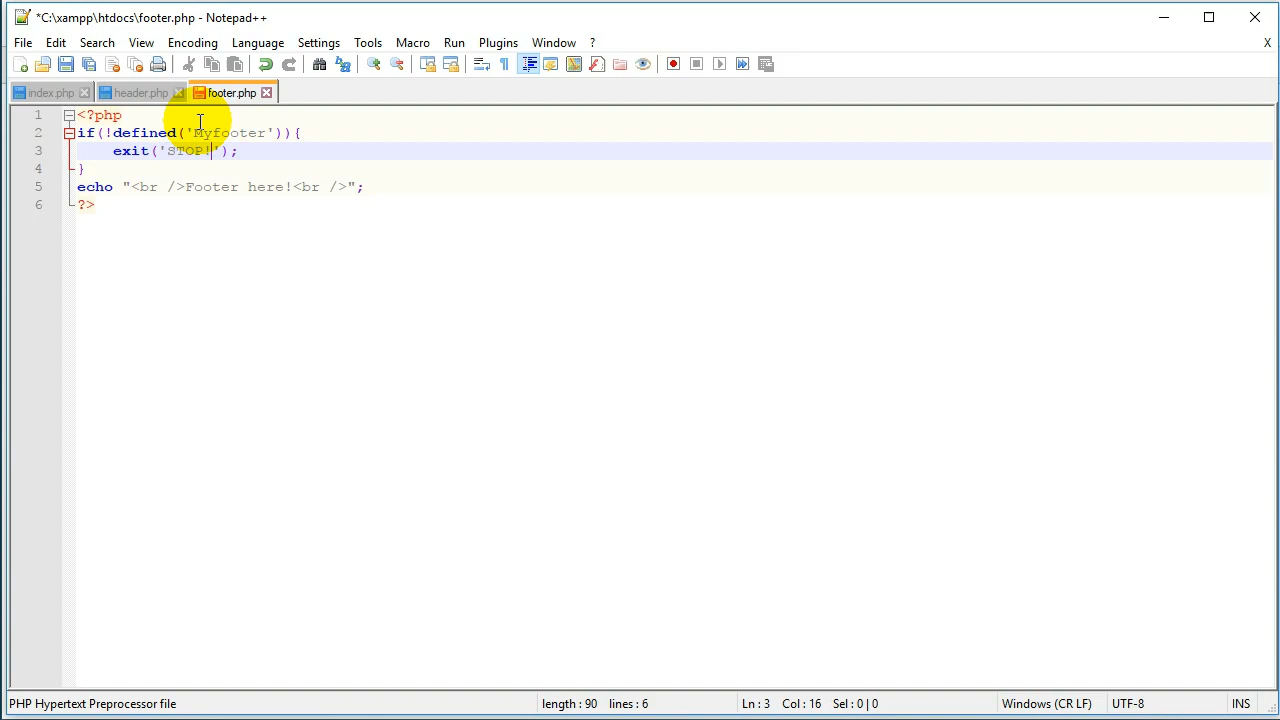 *C:\xampp\htdocs\footer.php - Notepad++
File Edit Search View Encoding Language Settings Tools Macro Run Plugins Window ? X
index.php header.php footer.php
1 <?php
2 if(!defined('Myfooter')){
3 exit('STOP!');
4 }
5 echo "<br />Footer here!<br />";
6 ?>
PHP Hypertext Preprocessor file length : 90 lines : 6 Ln : 3 Col : 16 Sel : 0 | 0 Windows (CR LF) UTF-8 INS